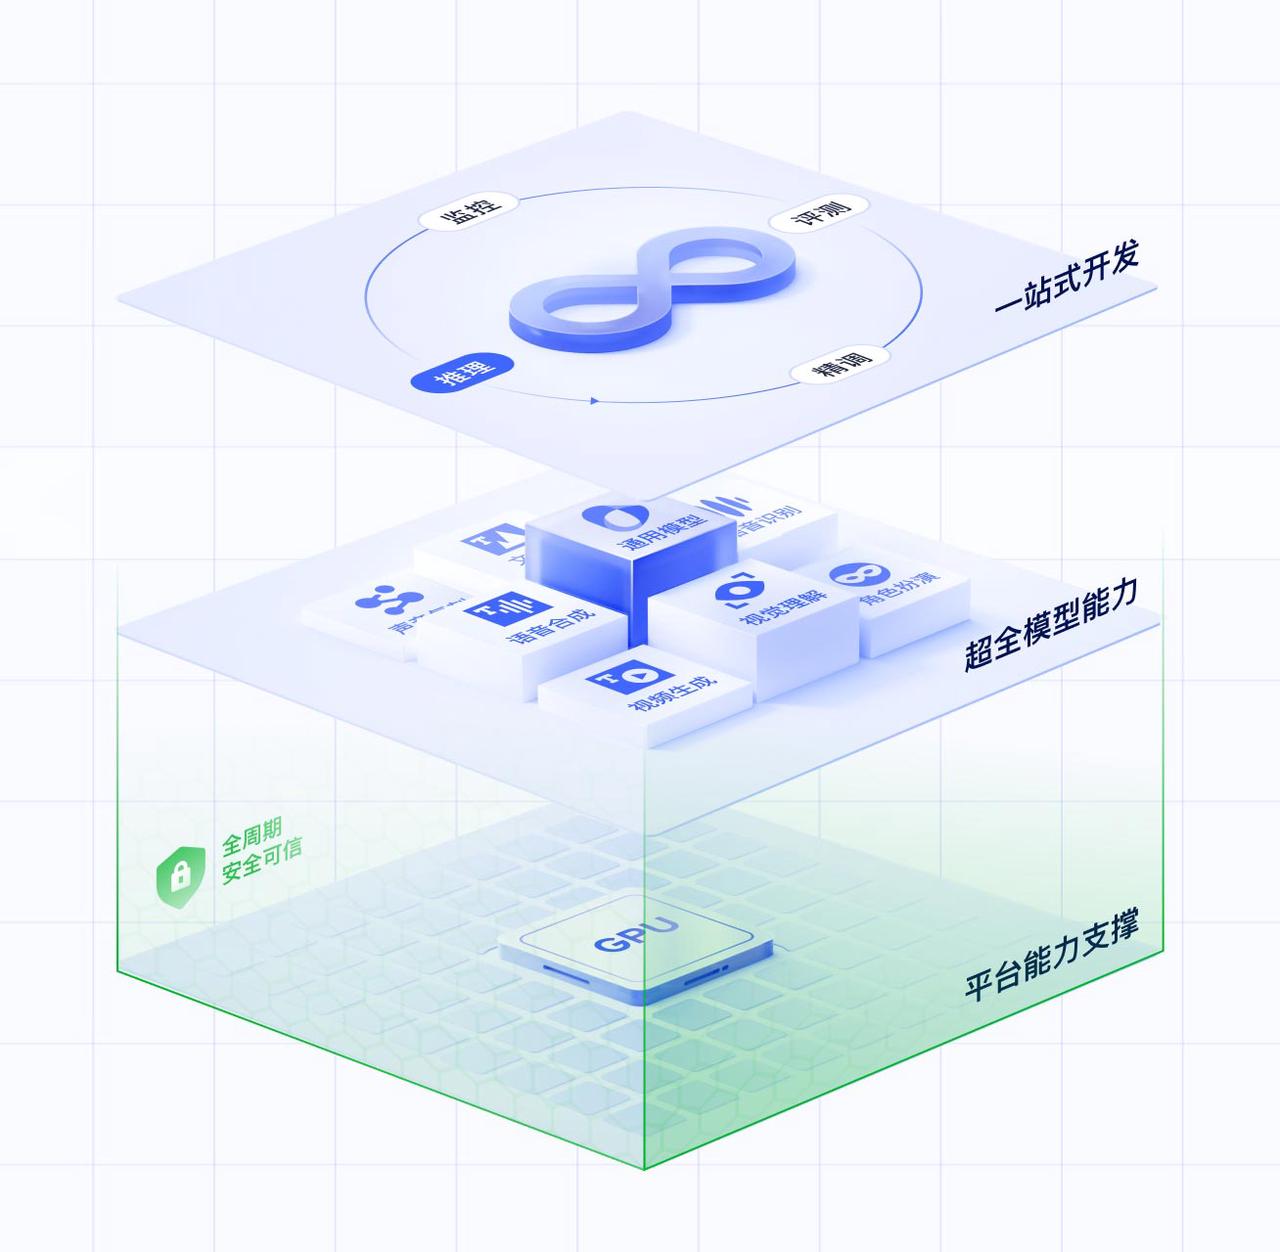 监控
评测
一站式开发
推理
精调
通用模型
音识别
文
视觉理解
角色扮演
声
T
语音合成
超全模型能力
T
视频生成
全周期
安全可信
GPU
平台能力支撑